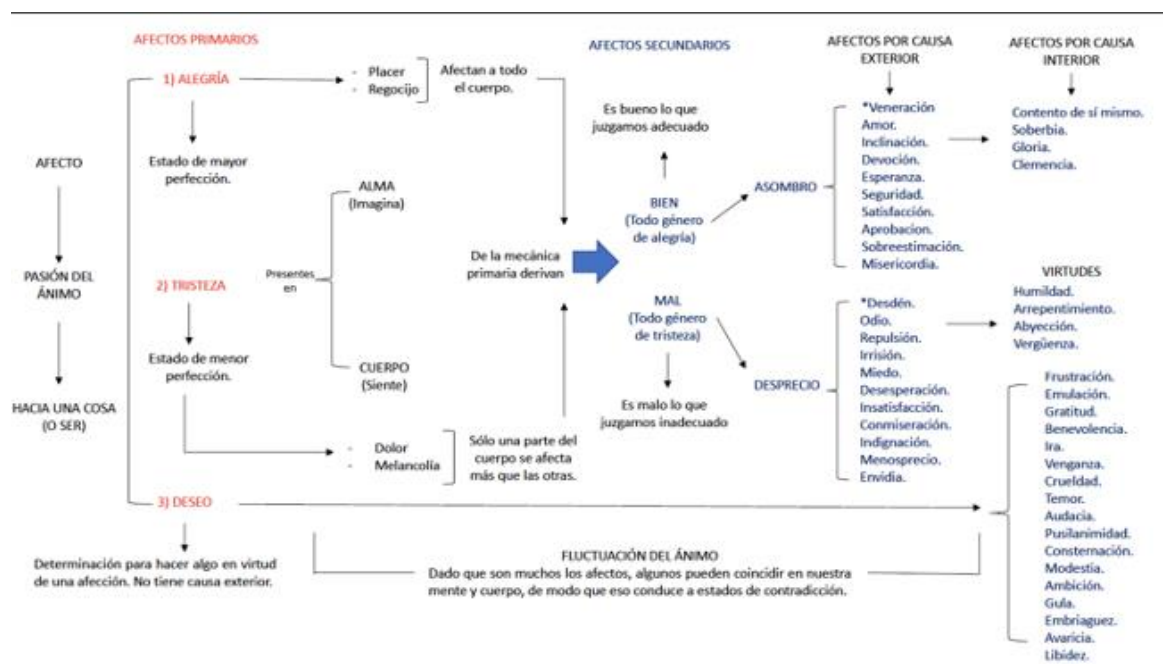 AFECTOS PRIMARIOS
AFECTO
PASIÓN DEL
ÁNIMO
HACIA UNA COSA
(O SER)
1) ALEGRÍA
Estado de mayor
perfección.
- Placer
- Regocijo
Afectan a todo
el cuerpo.
2) TRISTEZA
Estado de menor
perfección.
- Dolor
- Melancolía
Sólo una parte del
cuerpo se afecta
más que las otras.
3) DESEO
Determinación para hacer algo en virtud
de una afección. No tiene causa exterior.
Presentes
en
ALMA
(Imagina)
CUERPO
(Siente)
De la mecánica
primaria derivan
AFECTOS SECUNDARIOS
Es bueno lo que
juzgamos adecuado
BIEN
(Todo género
de alegría)
MAL
(Todo género
de tristeza)
Es malo lo que
juzgamos inadecuado
ASOMBRO
DESPRECIO
AFECTOS POR CAUSA
EXTERIOR
*Veneración
Amor.
Inclinación.
Devoción.
Esperanza.
Seguridad.
Satisfacción.
Aprobacion.
Sobreestimación.
Misericordia.
*Desdén.
Odio.
Repulsión.
Irrisión.
Miedo.
Desesperación.
Insatisfacción.
Conmiseración.
Indignación.
Menosprecio.
Envidia.
AFECTOS POR CAUSA
INTERIOR
Contento de sí mismo.
Soberbia.
Gloria.
Clemencia.
VIRTUDES
Humildad.
Arrepentimiento.
Abyección.
Vergüenza.
Frustración.
Emulación.
Gratitud.
Benevolencia.
Ira.
Venganza.
Crueldad.
Temor.
Audacia.
Pusilanimidad.
Consternación.
Modestia.
Ambición.
Gula.
Embriaguez.
Avaricia.
Libidez.
FLUCTUACIÓN DEL ÁNIMO
Dado que son muchos los afectos, algunos pueden coincidir en nuestra
mente y cuerpo, de modo que eso conduce a estados de contradicción.